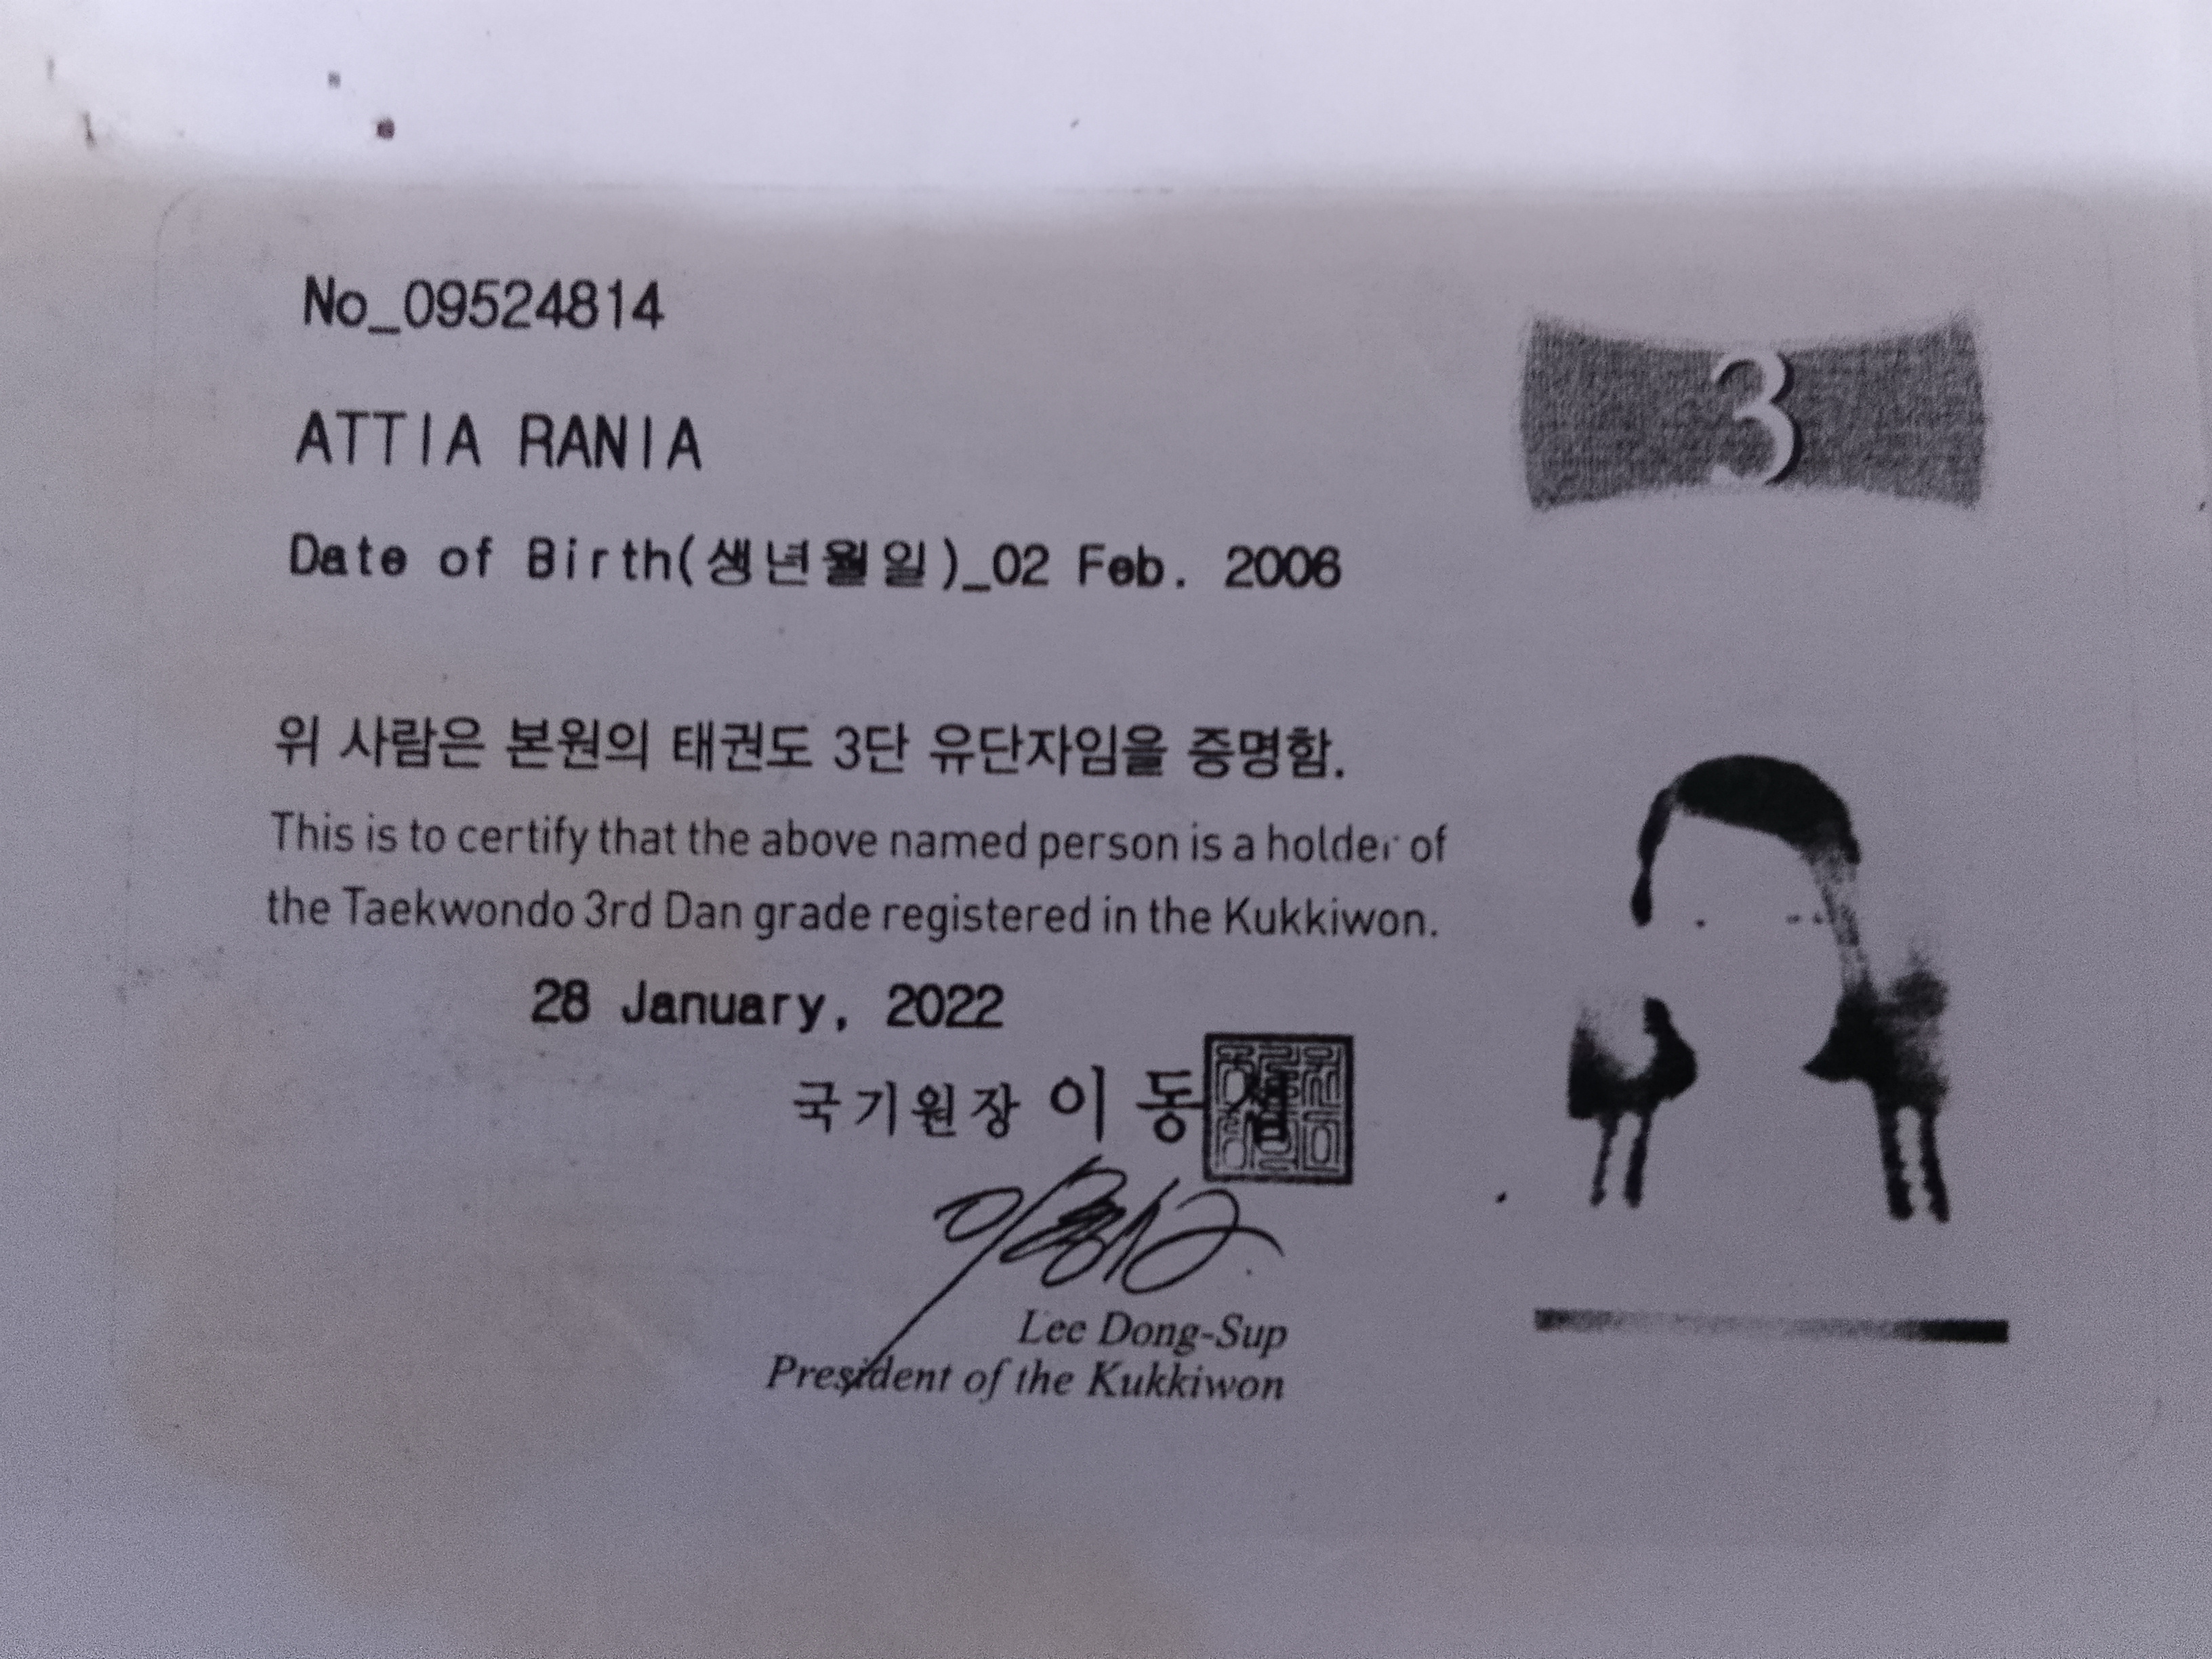 No_09524814
3
ATTIA RANIA
Date of Birth(생년월일)_02 Feb. 2006
위 사람은 본원의 태권도 3단 유단자임을 증명함.
This is to certify that the above named person is a holder of
the Taekwondo 3rd Dan grade registered in the Kukkiwon.
28 January, 2022
국기원장 이 동 섭
Lee Dong-Sup
President of the Kukkiwon